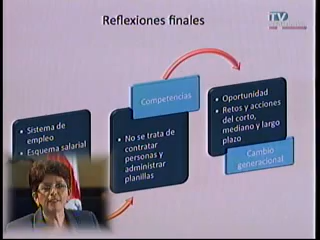 Reflexiones finales
TV
Sistema de
empleo
Esquema salarial
Competencias
No se trata de
contratar
personas y
administrar
planillas
Oportunidad
Retos y acciones
del corto,
mediano y largo
plazo
Cambio
generacional